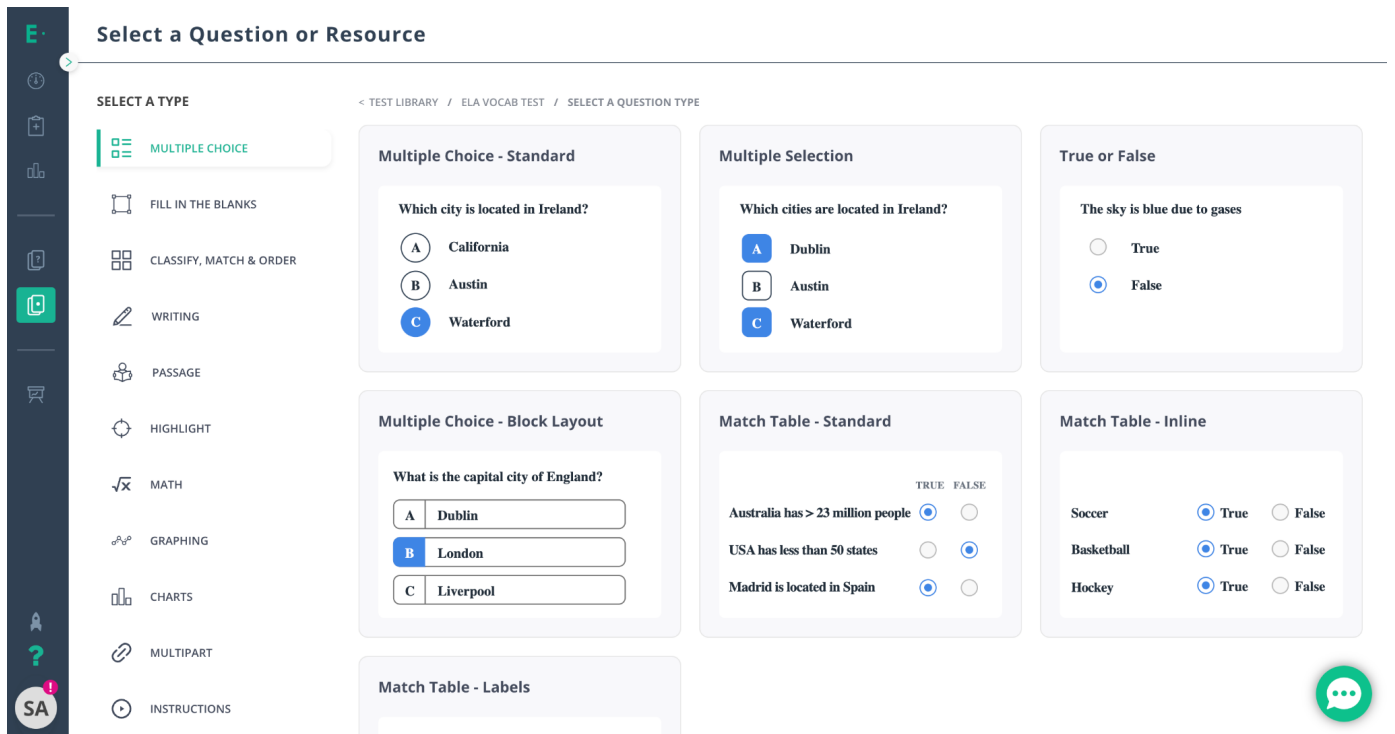 E·
Select a Question or Resource
SELECT A TYPE
MULTIPLE CHOICE
FILL IN THE BLANKS
CLASSIFY, MATCH & ORDER
WRITING
PASSAGE
HIGHLIGHT
√x MATH
GRAPHING
CHARTS
MULTIPART
INSTRUCTIONS
?
!
SA
< TEST LIBRARY / ELA VOCAB TEST / SELECT A QUESTION TYPE
Multiple Choice - Standard
Which city is located in Ireland?
A California
B Austin
C Waterford
Multiple Selection
Which cities are located in Ireland?
A Dublin
B Austin
C Waterford
True or False
The sky is blue due to gases
True
False
Multiple Choice - Block Layout
What is the capital city of England?
A Dublin
B London
C Liverpool
Match Table - Standard
TRUE FALSE
Australia has > 23 million people
USA has less than 50 states
Madrid is located in Spain
Match Table - Inline
Soccer True False
Basketball True False
Hockey True False
Match Table - Labels